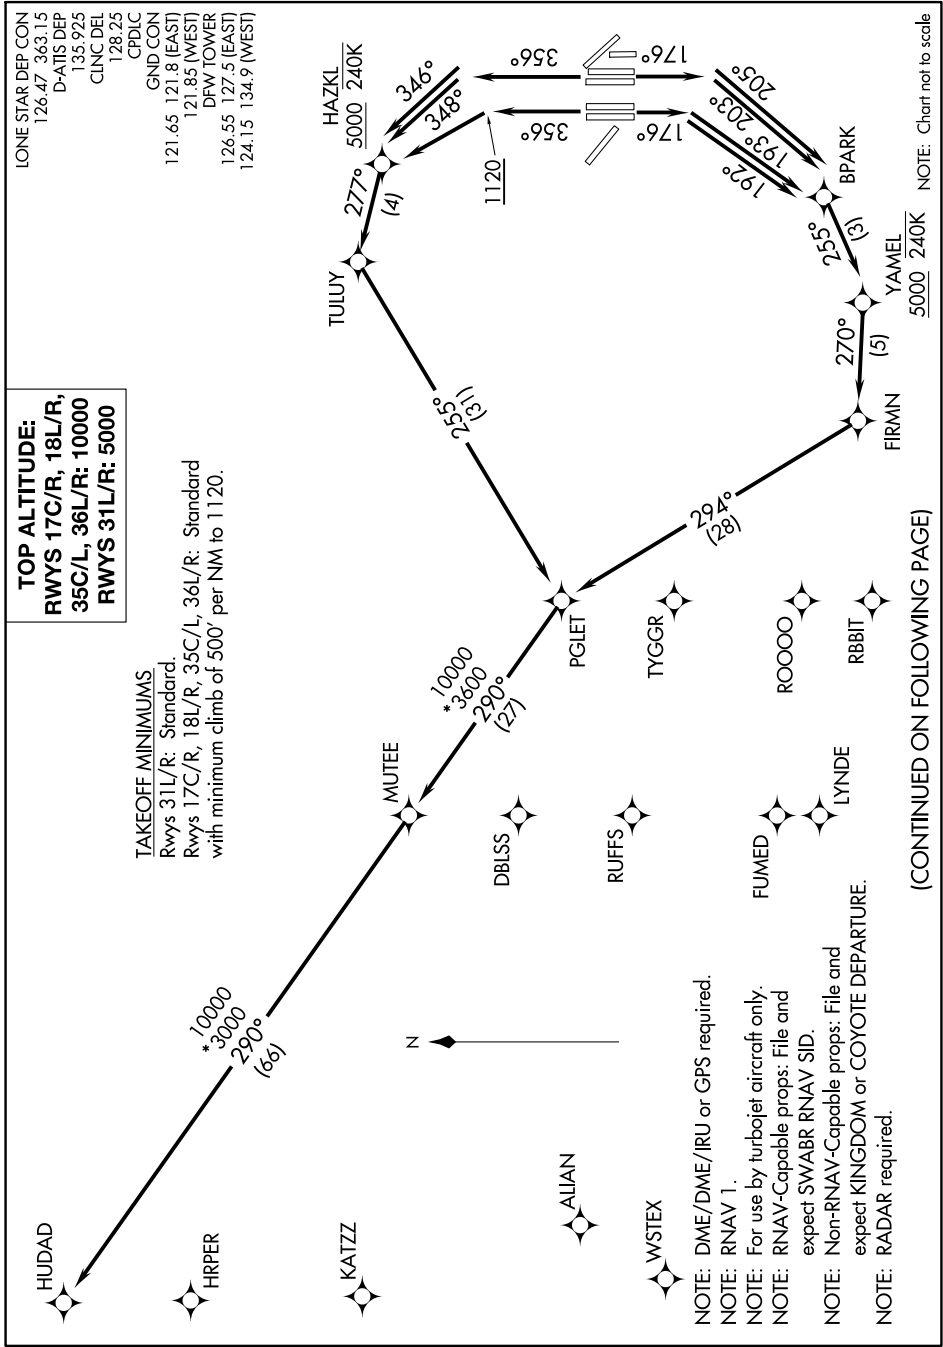 LONE STAR DEP CON
126.47 363.15
D-ATIS DEP
135.925
CLNC DEL
128.25
CPDLC
GND CON
121.65 121.8 (EAST)
121.85 (WEST)
DFW TOWER
126.55 127.5 (EAST)
124.15 134.9 (WEST)
TOP ALTITUDE:
RWYS 17C/R, 18L/R,
35C/L, 36L/R: 10000
RWYS 31L/R: 5000
TAKEOFF MINIMUMS
Rwys 31L/R: Standard.
Rwys 17C/R, 18L/R, 35C/L, 36L/R: Standard
with minimum climb of 500' per NM to 1120.
HUDAD
HRPER
KATZZ
ALIAN
WSTEX
10000
*3000
290°
(66)
N
MUTEE
DBLSS
RUFFS
FUMED
LYNDE
10000
*3600
290°
(27)
PGLET
TYGGR
ROOOO
RBBIT
255°
(31)
294°
(28)
TULUY
277°
(4)
HAZKL
5000 240K
346°
348°
1120
356°
356°
176°
176°
205°
203°
193°
192°
BPARK
255°
(3)
YAMEL
5000 240K
270°
(5)
FIRMN
NOTE: Chart not to scale
NOTE: DME/DME/IRU or GPS required.
NOTE: RNAV 1.
NOTE: For use by turbojet aircraft only.
NOTE: RNAV-Capable props: File and
expect SWABR RNAV SID.
NOTE: Non-RNAV-Capable props: File and
expect KINGDOM or COYOTE DEPARTURE.
NOTE: RADAR required.
(CONTINUED ON FOLLOWING PAGE)